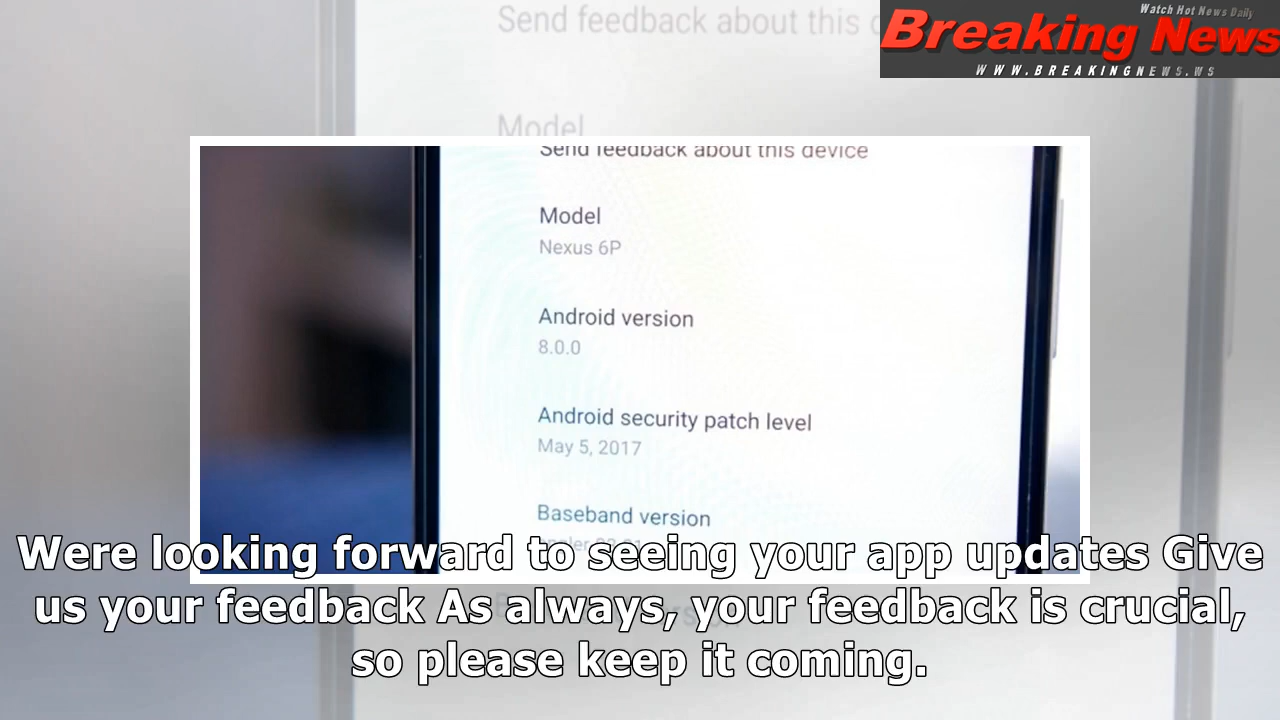 Watch Hot News Daily
Breaking News
WWW.BREAKINGNEWS.WS
Send feedback about this
Model
Send feedback about this device
Model
Nexus 6P
Android version
8.0.0
Android security patch level
May 5, 2017
Baseband version
Were looking forward to seeing your app updates Give
us your feedback As always, your feedback is crucial,
so please keep it coming.